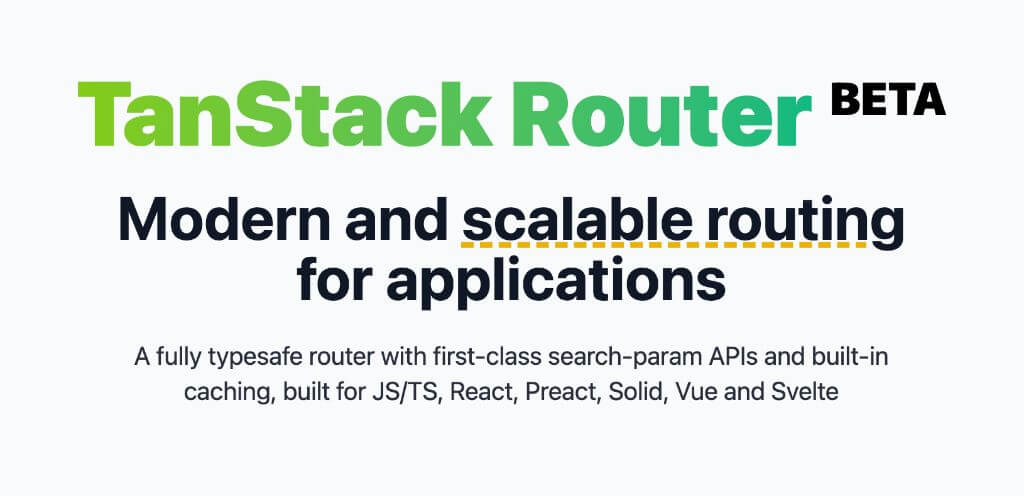 TanStack Router BETA
Modern and scalable routing
for applications
A fully typesafe router with first-class search-param APIs and built-in
caching, built for JS/TS, React, Preact, Solid, Vue and Svelte